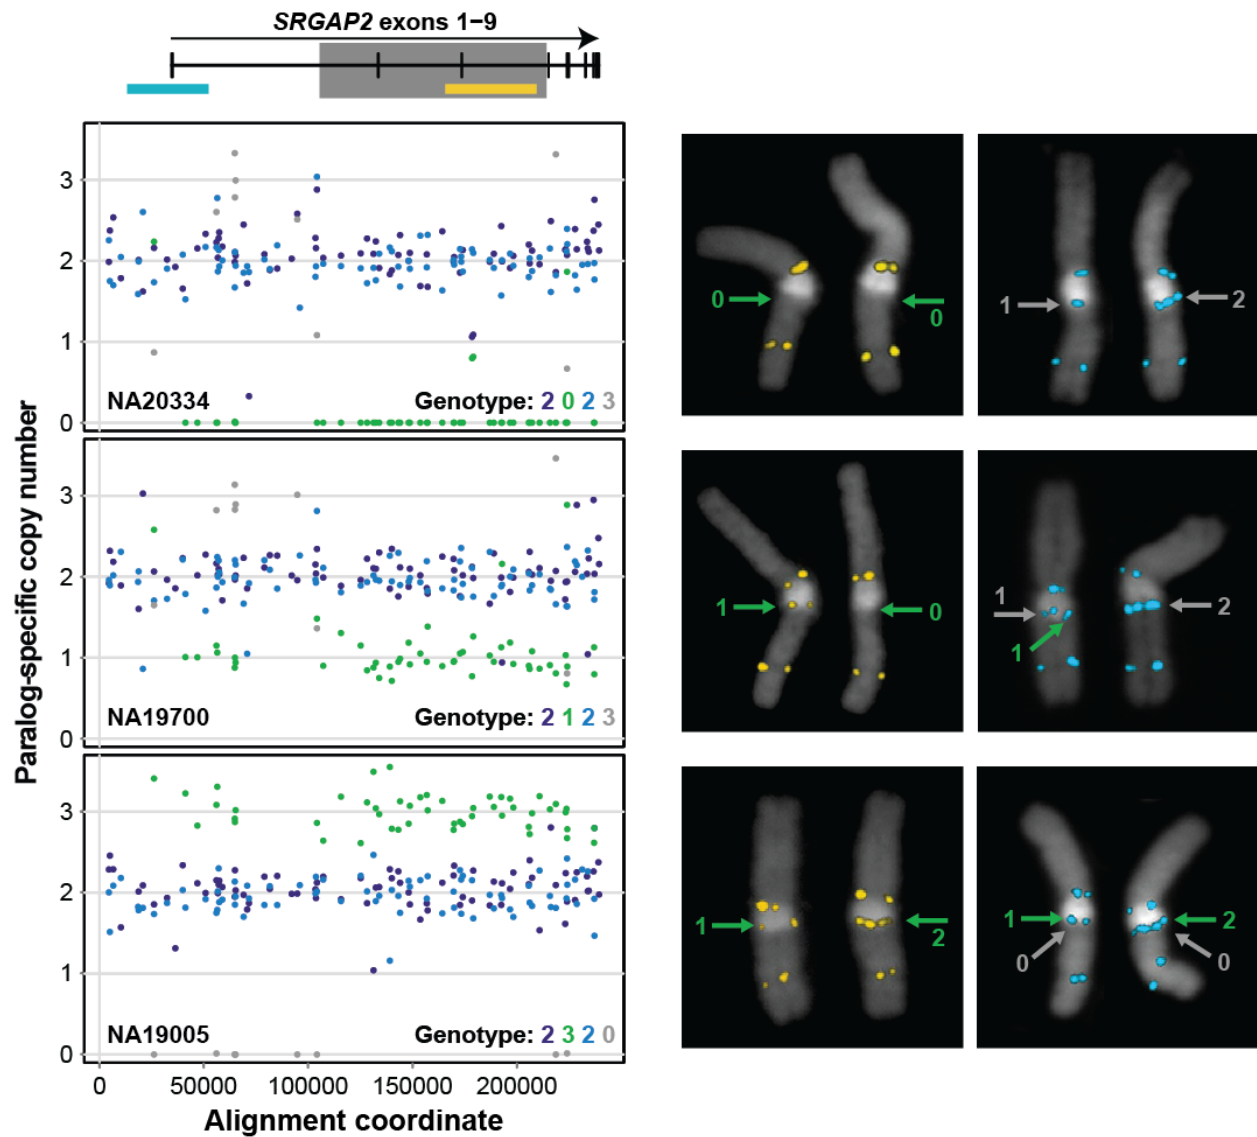 SRGAP2 exons 1–9
Paralog-specific copy number
3
2
1
0
NA20334
Genotype: 2 0 2 3
0
0
1
2
3
2
1
0
NA19700
Genotype: 2 1 2 3
1
0
1
1
2
3
2
1
0
NA19005
Genotype: 2 3 2 0
1
2
1
0
2
0
0 50000 100000 150000 200000
Alignment coordinate